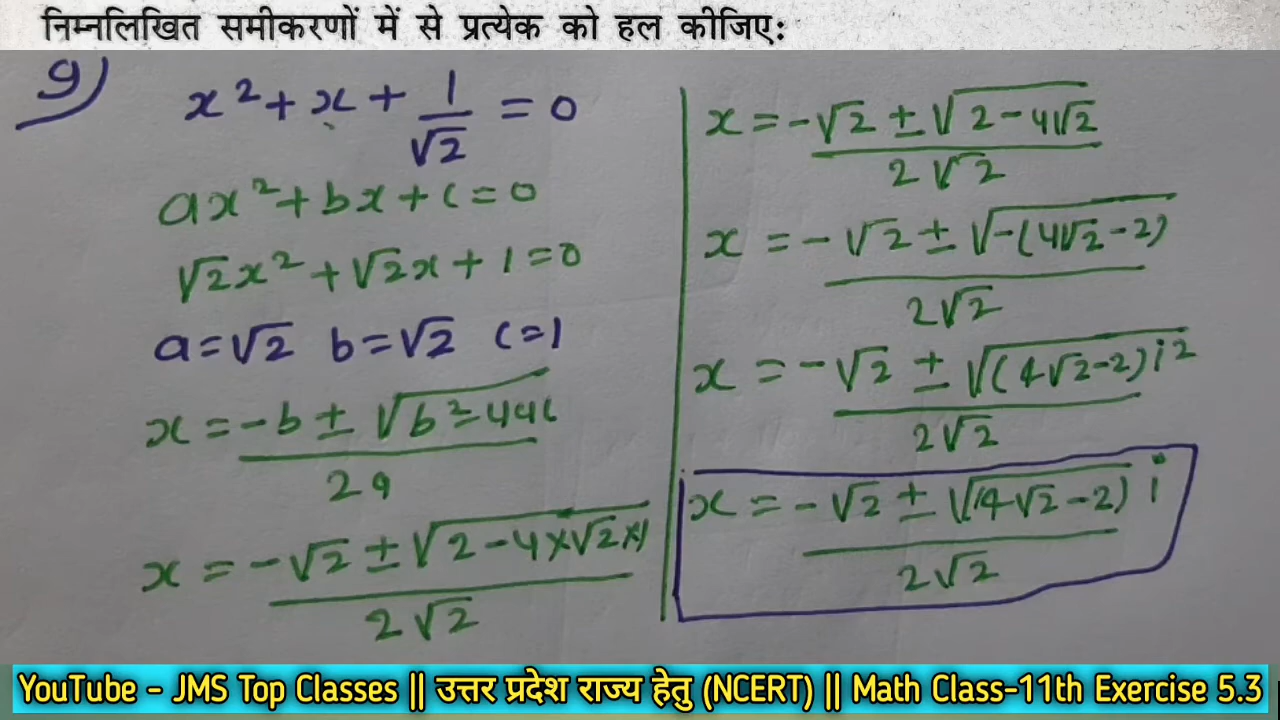 निम्नलिखित समीकरणों में से प्रत्येक को हल कीजिए:
9)
x² + x + 1/√2 = 0
ax² + bx + c = 0
√2x² + √2x + 1 = 0
a = √2 b = √2 c = 1
x = -b ± √(b² - 4ac) / 2a
x = -√2 ± √(2 - 4×√2×1) / 2√2
x = -√2 ± √(2 - 4√2) / 2√2
x = -√2 ± √(-(4√2 - 2)) / 2√2
x = -√2 ± √((4√2 - 2)i²) / 2√2
x = -√2 ± √(4√2 - 2) i / 2√2
YouTube - JMS Top Classes || उत्तर प्रदेश राज्य हेतु (NCERT) || Math Class-11th Exercise 5.3